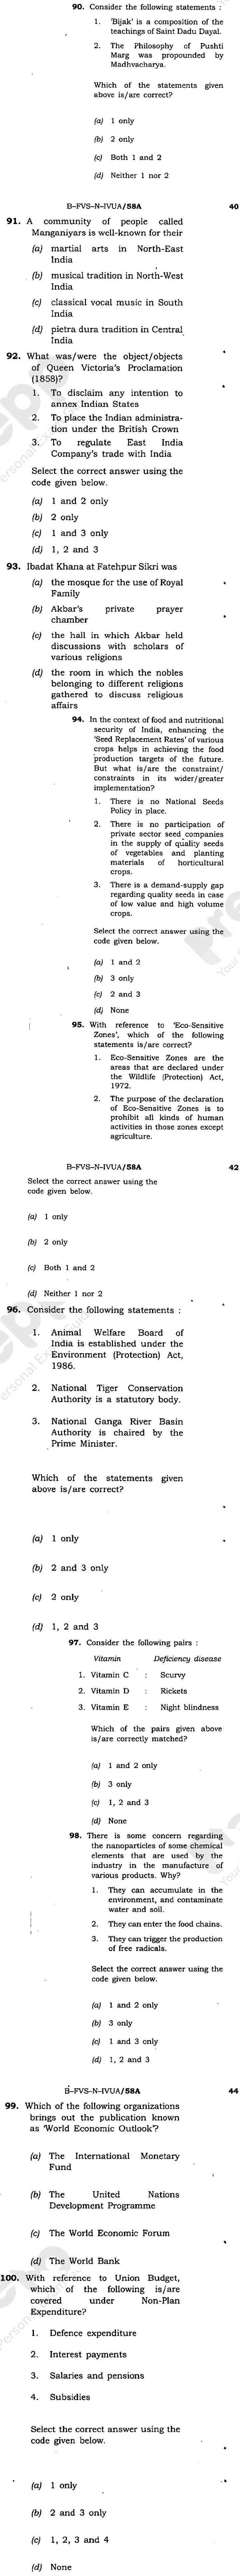 90. Consider the following statements :
1. 'Bijak' is a composition of the
teachings of Saint Dadu Dayal.
2. The Philosophy of Pushti
Marg was propounded by
Madhvacharya.
Which of the statements given
above is/are correct?
(a) 1 only
(b) 2 only
(c) Both 1 and 2
(d) Neither 1 nor 2
B–FVS–N–IVUA/58A 40
91. A community of people called
Manganiyars is well-known for their
(a) martial arts in North-East
India
(b) musical tradition in North-West
India
(c) classical vocal music in South
India
(d) pietra dura tradition in Central
India
92. What was/were the object/objects
of Queen Victoria's Proclamation
(1858)?
1. To disclaim any intention to
annex Indian States
2. To place the Indian administra-
tion under the British Crown
3. To regulate East India
Company's trade with India
Select the correct answer using the
code given below.
(a) 1 and 2 only
(b) 2 only
(c) 1 and 3 only
(d) 1, 2 and 3
93. Ibadat Khana at Fatehpur Sikri was
(a) the mosque for the use of Royal
Family
(b) Akbar's private prayer
chamber
(c) the hall in which Akbar held
discussions with scholars of
various religions
(d) the room in which the nobles
belonging to different religions
gathered to discuss religious
affairs
94. In the context of food and nutritional
security of India, enhancing the
'Seed Replacement Rates' of various
crops helps in achieving the food
production targets of the future.
But what is/are the constraint/
constraints in its wider/greater
implementation?
1. There is no National Seeds
Policy in place.
2. There is no participation of
private sector seed companies
in the supply of quality seeds
of vegetables and planting
materials of horticultural
crops.
3. There is a demand-supply gap
regarding quality seeds in case
of low value and high volume
crops.
Select the correct answer using the
code given below.
(a) 1 and 2
(b) 3 only
(c) 2 and 3
(d) None
95. With reference to 'Eco-Sensitive
Zones', which of the following
statements is/are correct?
1. Eco-Sensitive Zones are the
areas that are declared under
the Wildlife (Protection) Act,
1972.
2. The purpose of the declaration
of Eco-Sensitive Zones is to
prohibit all kinds of human
activities in those zones except
agriculture.
B–FVS–N–IVUA/58A 42
Select the correct answer using the
code given below.
(a) 1 only
(b) 2 only
(c) Both 1 and 2
(d) Neither 1 nor 2
96. Consider the following statements :
1. Animal Welfare Board of
India is established under the
Environment (Protection) Act,
1986.
2. National Tiger Conservation
Authority is a statutory body.
3. National Ganga River Basin
Authority is chaired by the
Prime Minister.
Which of the statements given
above is/are correct?
(a) 1 only
(b) 2 and 3 only
(c) 2 only
(d) 1, 2 and 3
97. Consider the following pairs :
Vitamin Deficiency disease
1. Vitamin C : Scurvy
2. Vitamin D : Rickets
3. Vitamin E : Night blindness
Which of the pairs given above
is/are correctly matched?
(a) 1 and 2 only
(b) 3 only
(c) 1, 2 and 3
(d) None
98. There is some concern regarding
the nanoparticles of some chemical
elements that are used by the
industry in the manufacture of
various products. Why?
1. They can accumulate in the
environment, and contaminate
water and soil.
2. They can enter the food chains.
3. They can trigger the production
of free radicals.
Select the correct answer using the
code given below.
(a) 1 and 2 only
(b) 3 only
(c) 1 and 3 only
(d) 1, 2 and 3
B–FVS–N–IVUA/58A 44
99. Which of the following organizations
brings out the publication known
as 'World Economic Outlook'?
(a) The International Monetary
Fund
(b) The United Nations
Development Programme
(c) The World Economic Forum
(d) The World Bank
100. With reference to Union Budget,
which of the following is/are
covered under Non-Plan
Expenditure?
1. Defence expenditure
2. Interest payments
3. Salaries and pensions
4. Subsidies
Select the correct answer using the
code given below.
(a) 1 only
(b) 2 and 3 only
(c) 1, 2, 3 and 4
(d) None